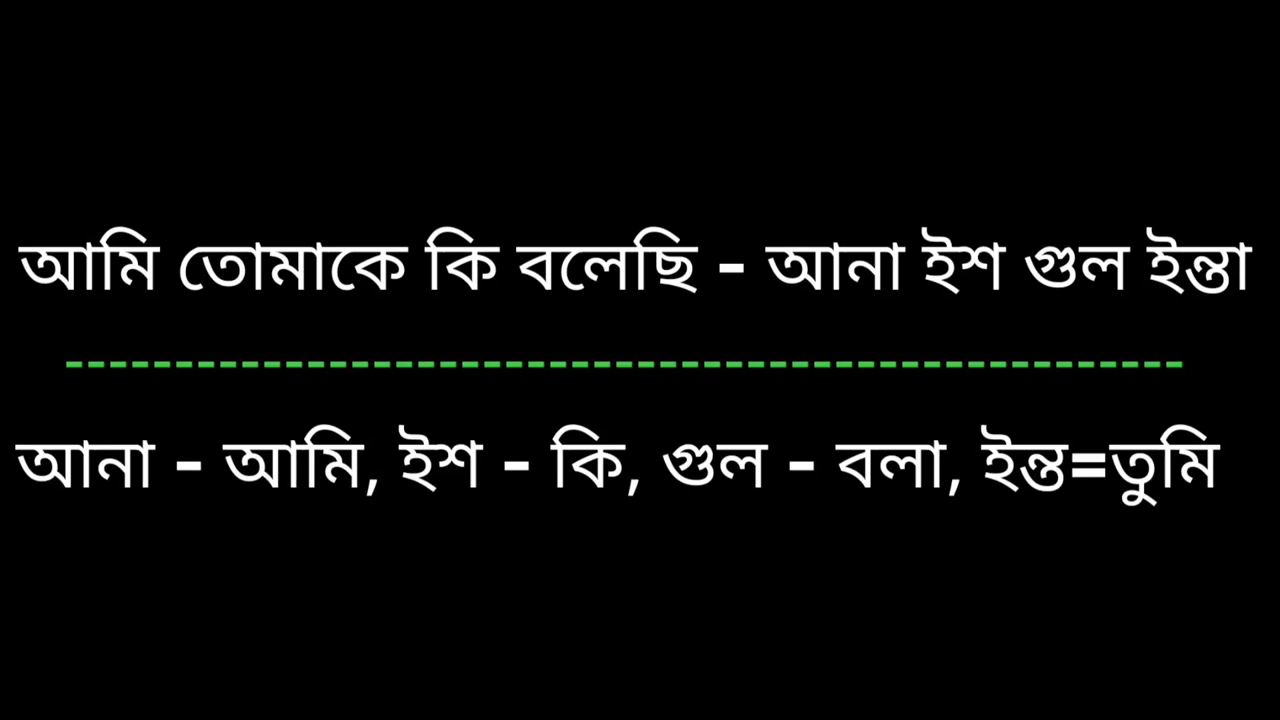 আমি তোমাকে কি বলেছি - আনা ইশ গুল ইন্তা
---------------------------------------------------
আনা - আমি, ইশ - কি, গুল - বলা, ইন্ত=তুমি